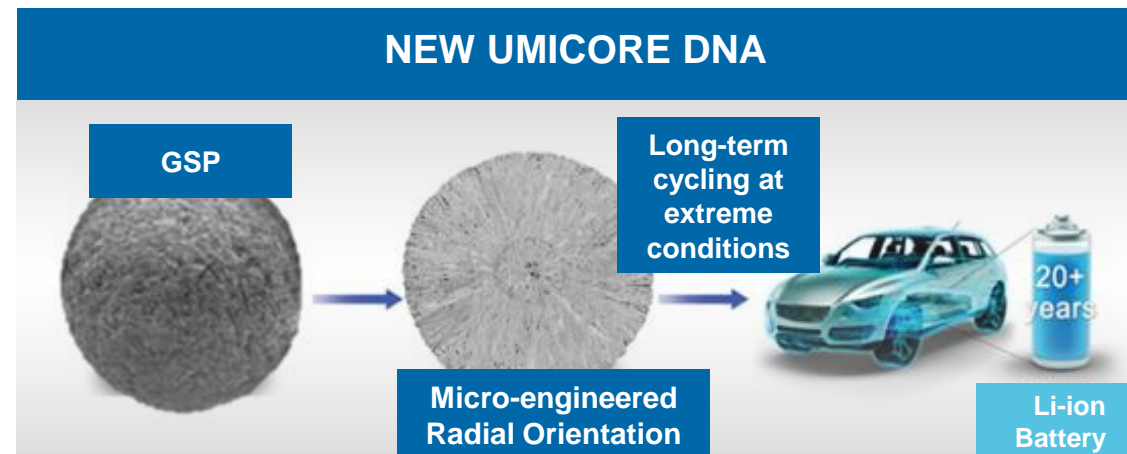 NEW UMICORE DNA
GSP
Long-term
cycling at
extreme
conditions
20+
years
Micro-engineered
Radial Orientation
Li-ion
Battery